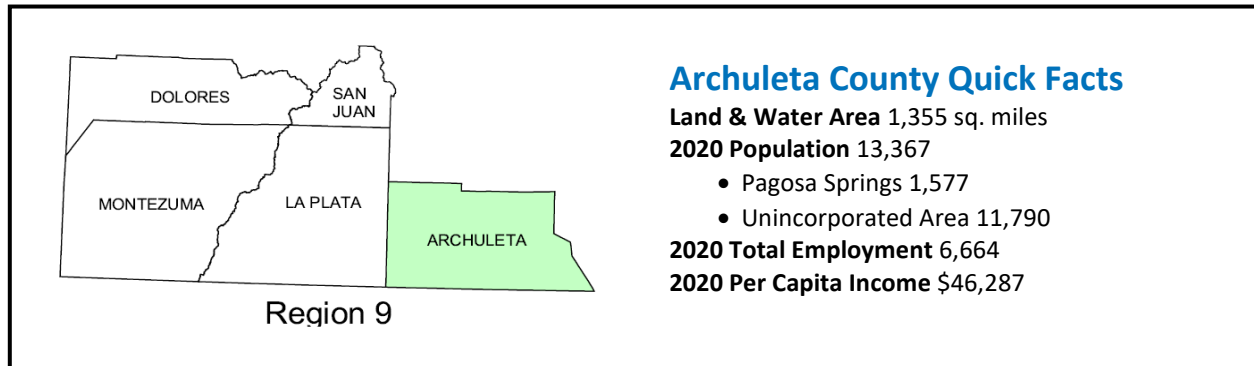 DOLORES
SAN
JUAN
MONTEZUMA
LA PLATA
ARCHULETA
Region 9
Archuleta County Quick Facts
Land & Water Area 1,355 sq. miles
2020 Population 13,367
• Pagosa Springs 1,577
• Unincorporated Area 11,790
2020 Total Employment 6,664
2020 Per Capita Income $46,287